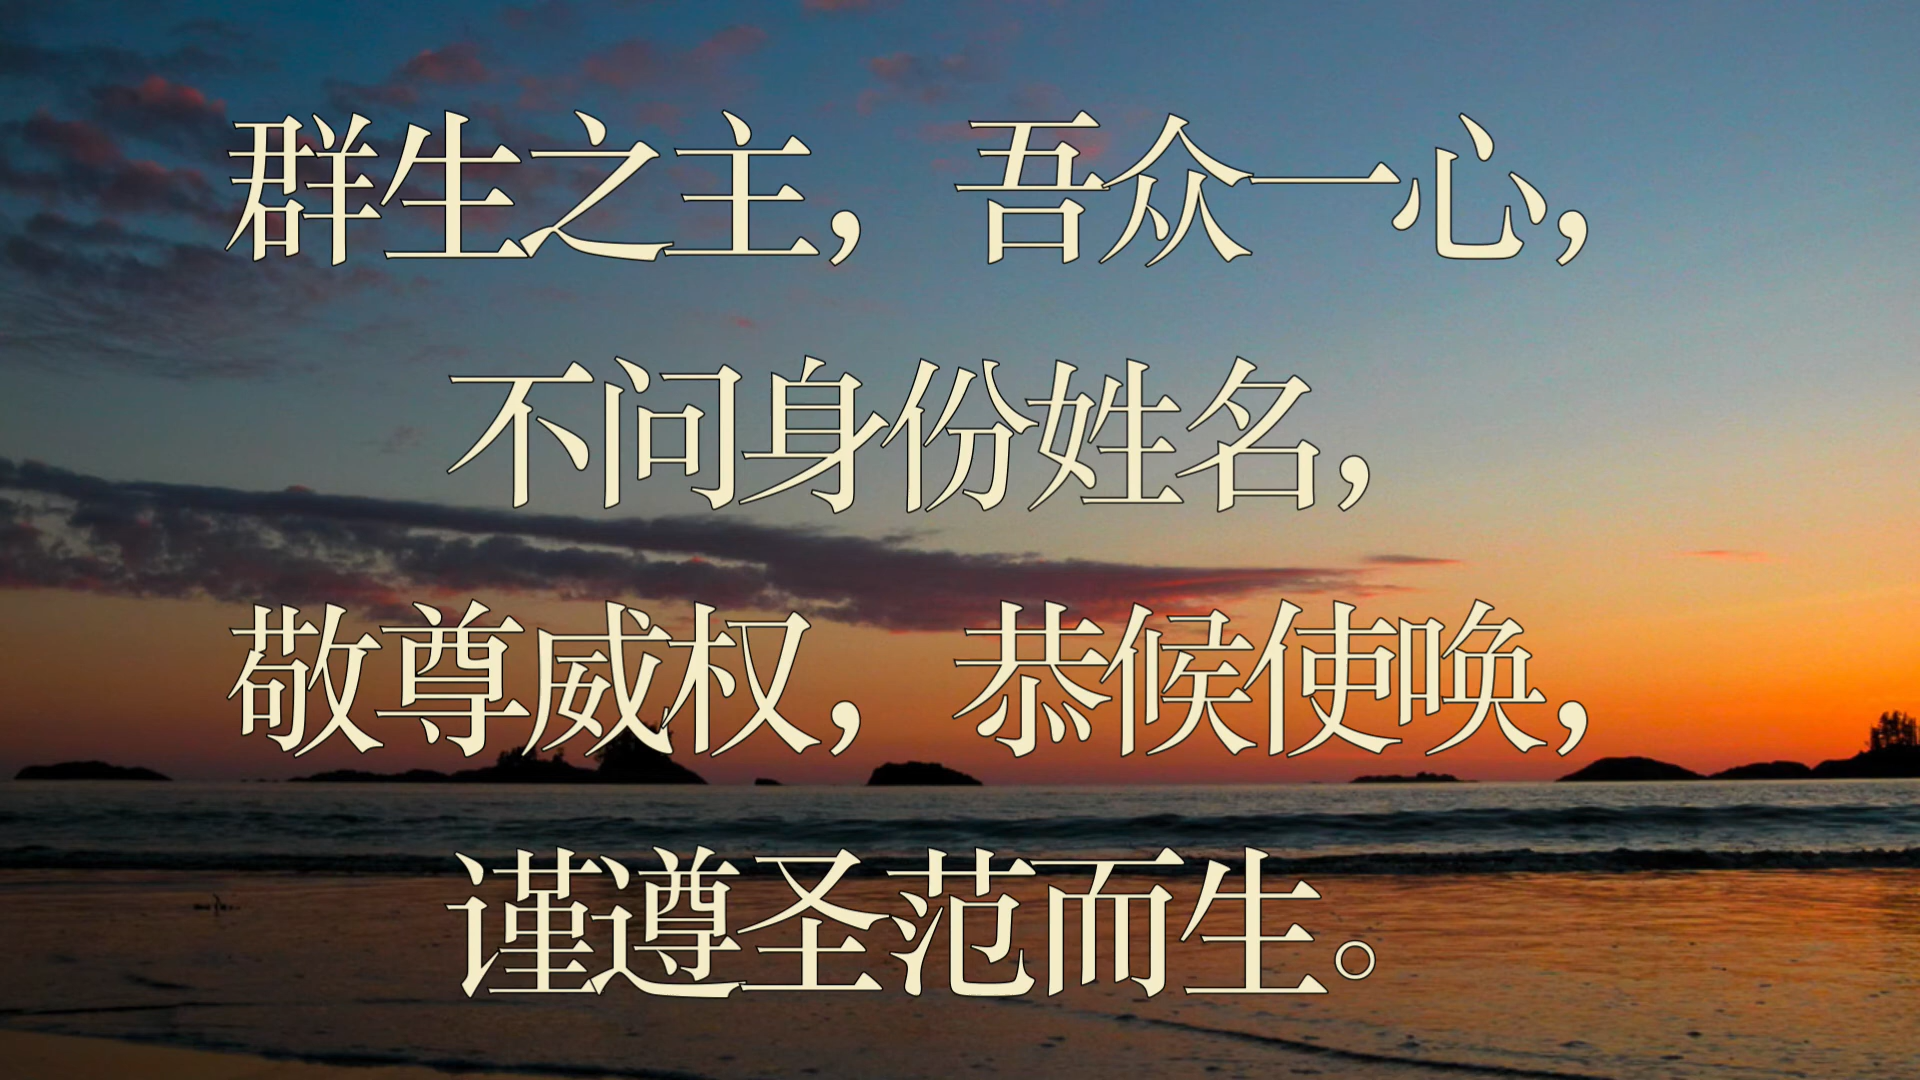 群生之主，吾众一心，
不问身份姓名，
敬尊威权，恭候使唤，
谨遵圣范而生。